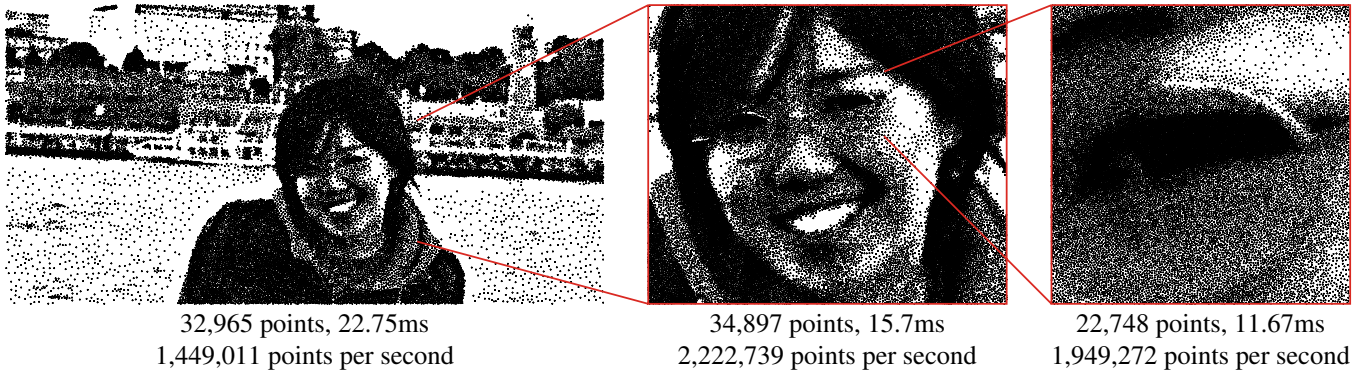 32,965 points, 22.75ms
1,449,011 points per second
34,897 points, 15.7ms
2,222,739 points per second
22,748 points, 11.67ms
1,949,272 points per second